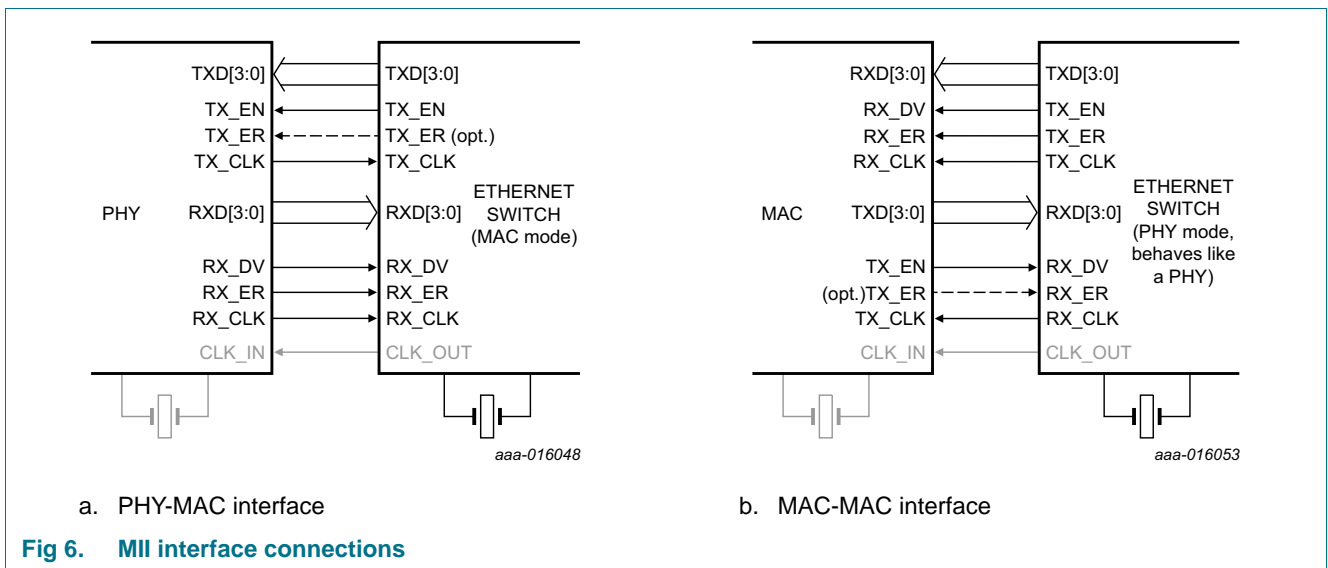 TXD[3:0] TXD[3:0]
TX_EN TX_EN
TX_ER TX_ER (opt.)
TX_CLK TX_CLK
PHY RXD[3:0] RXD[3:0]
ETHERNET
SWITCH
(MAC mode)
RX_DV RX_DV
RX_ER RX_ER
RX_CLK RX_CLK
CLK_IN CLK_OUT
aaa-016048
a. PHY-MAC interface
RXD[3:0] TXD[3:0]
RX_DV TX_EN
RX_ER TX_ER
RX_CLK TX_CLK
MAC TXD[3:0] RXD[3:0]
ETHERNET
SWITCH
(PHY mode,
behaves like
a PHY)
TX_EN RX_DV
(opt.)TX_ER RX_ER
TX_CLK RX_CLK
CLK_IN CLK_OUT
aaa-016053
b. MAC-MAC interface
Fig 6. MII interface connections